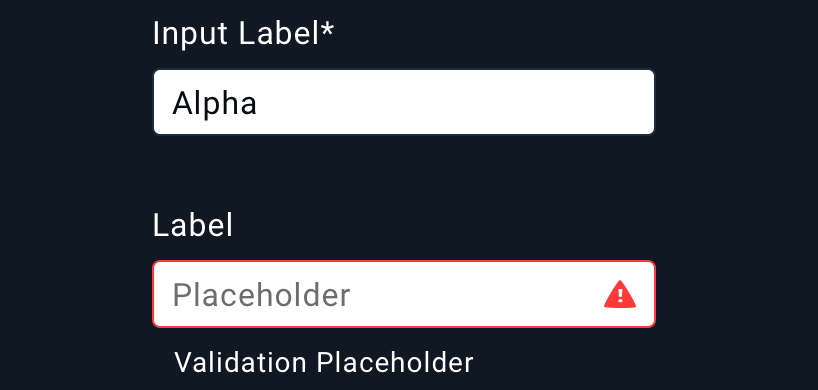 Input Label*
Alpha
Label
Placeholder
Validation Placeholder